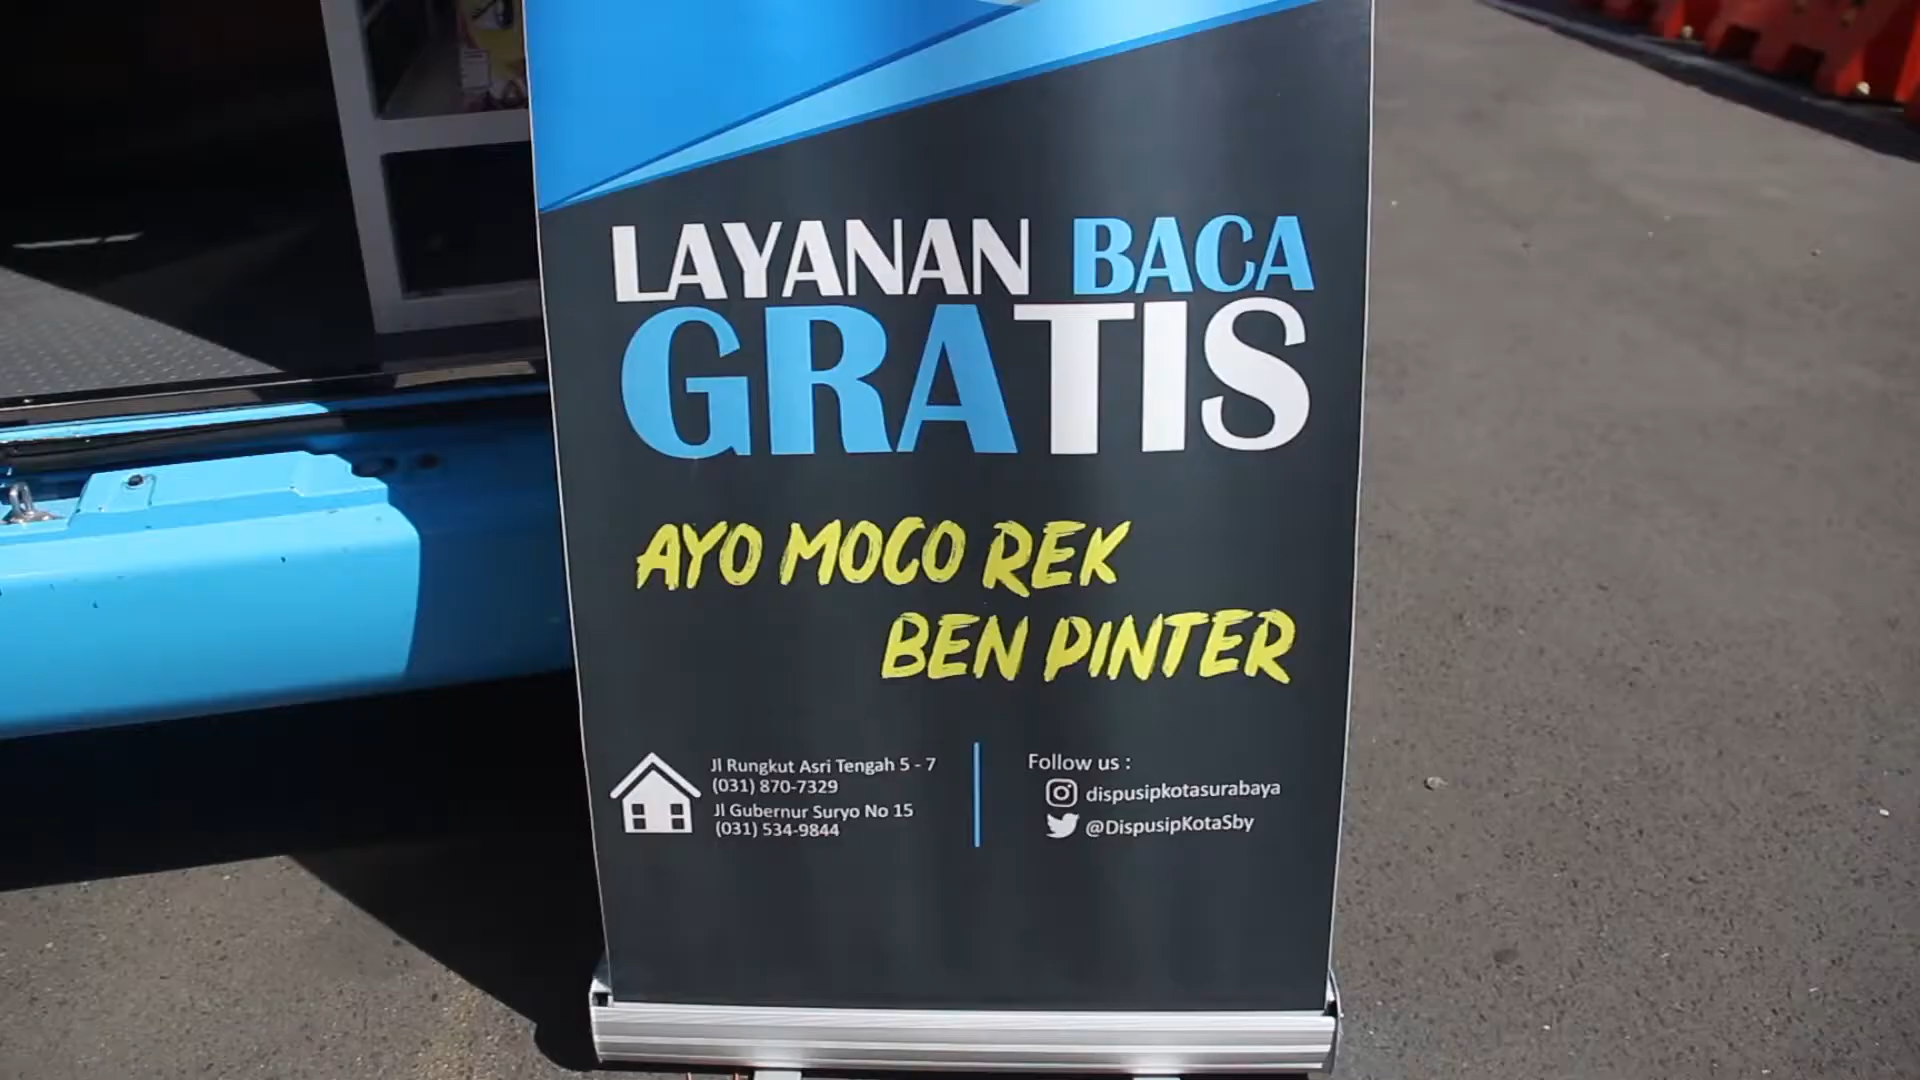 LAYANAN BACA
GRATIS
AYO MOCO REK
BEN PINTER
Jl Rungkut Asri Tengah 5 - 7
(031) 870-7329
Jl Gubernur Suryo No 15
(031) 534-9844
Follow us :
dispusipkotasurabaya
@DispusipKotaSby